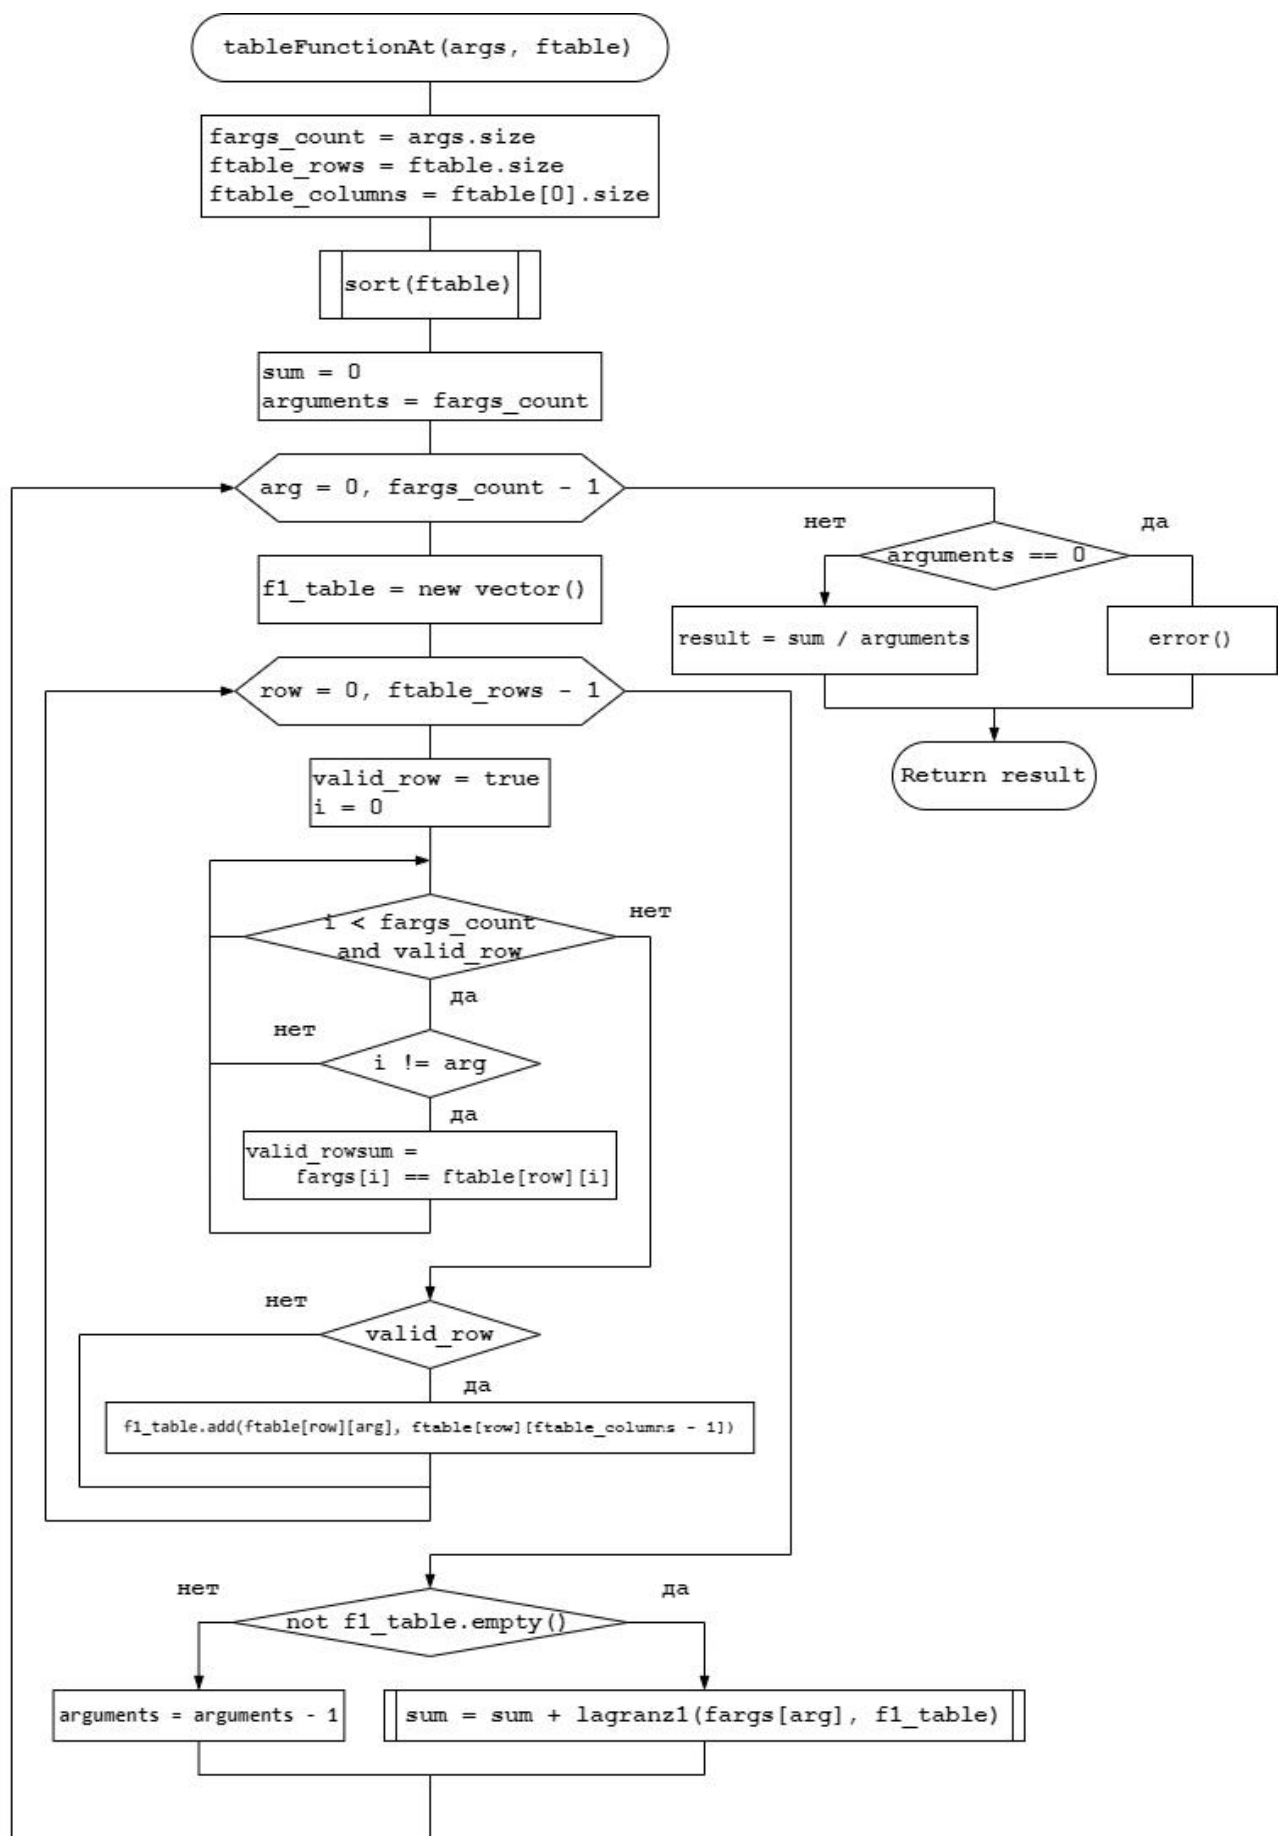 tableFunctionAt(args, ftable)
fargs_count = args.size
ftable_rows = ftable.size
ftable_columns = ftable[0].size
sort(ftable)
sum = 0
arguments = fargs_count
arg = 0, fargs_count - 1
нет
да
arguments == 0
f1_table = new vector()
result = sum / arguments
error()
row = 0, ftable_rows - 1
valid_row = true
i = 0
Return result
i < fargs_count
and valid_row
нет
да
нет
i != arg
да
valid_rowsum =
fargs[i] == ftable[row][i]
нет
valid_row
да
f1_table.add(ftable[row][arg], ftable[row][ftable_columns - 1])
нет
да
not f1_table.empty()
arguments = arguments - 1
sum = sum + lagranz1(fargs[arg], f1_table)